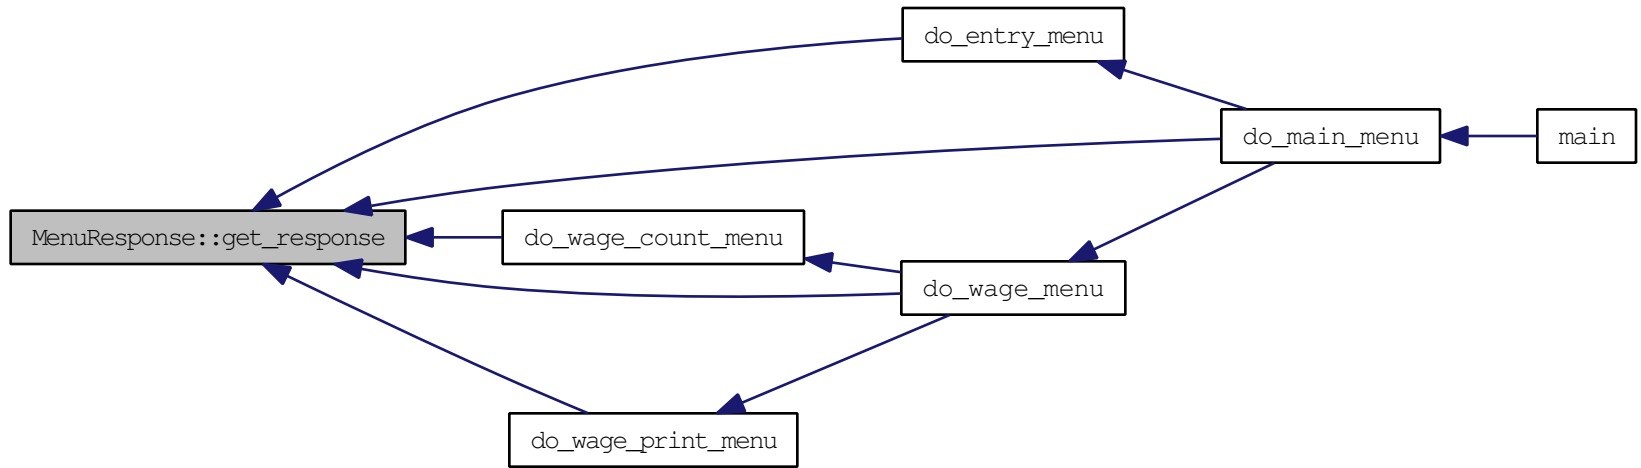 do_entry_menu
do_main_menu
main
MenuResponse::get_response
do_wage_count_menu
do_wage_menu
do_wage_print_menu